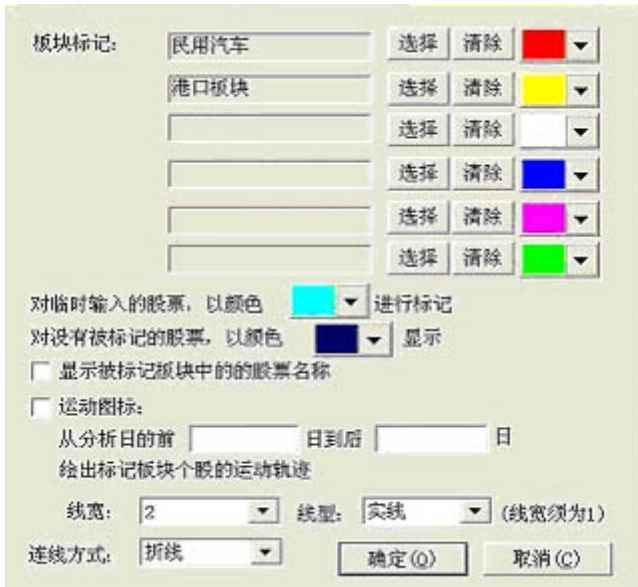 板块标记： 民用汽车 选择 清除
港口板块 选择 清除
选择 清除
选择 清除
选择 清除
选择 清除
对临时输入的股票，以颜色 进行标记
对没有被标记的股票，以颜色 显示
显示被标记板块中的的股票名称
运动图标：
从分析日的前 日到后 日
绘出标记板块个股的运动轨迹
线宽： 2 线型： 实线 (线宽须为1)
连线方式： 折线 确定(O) 取消(C)